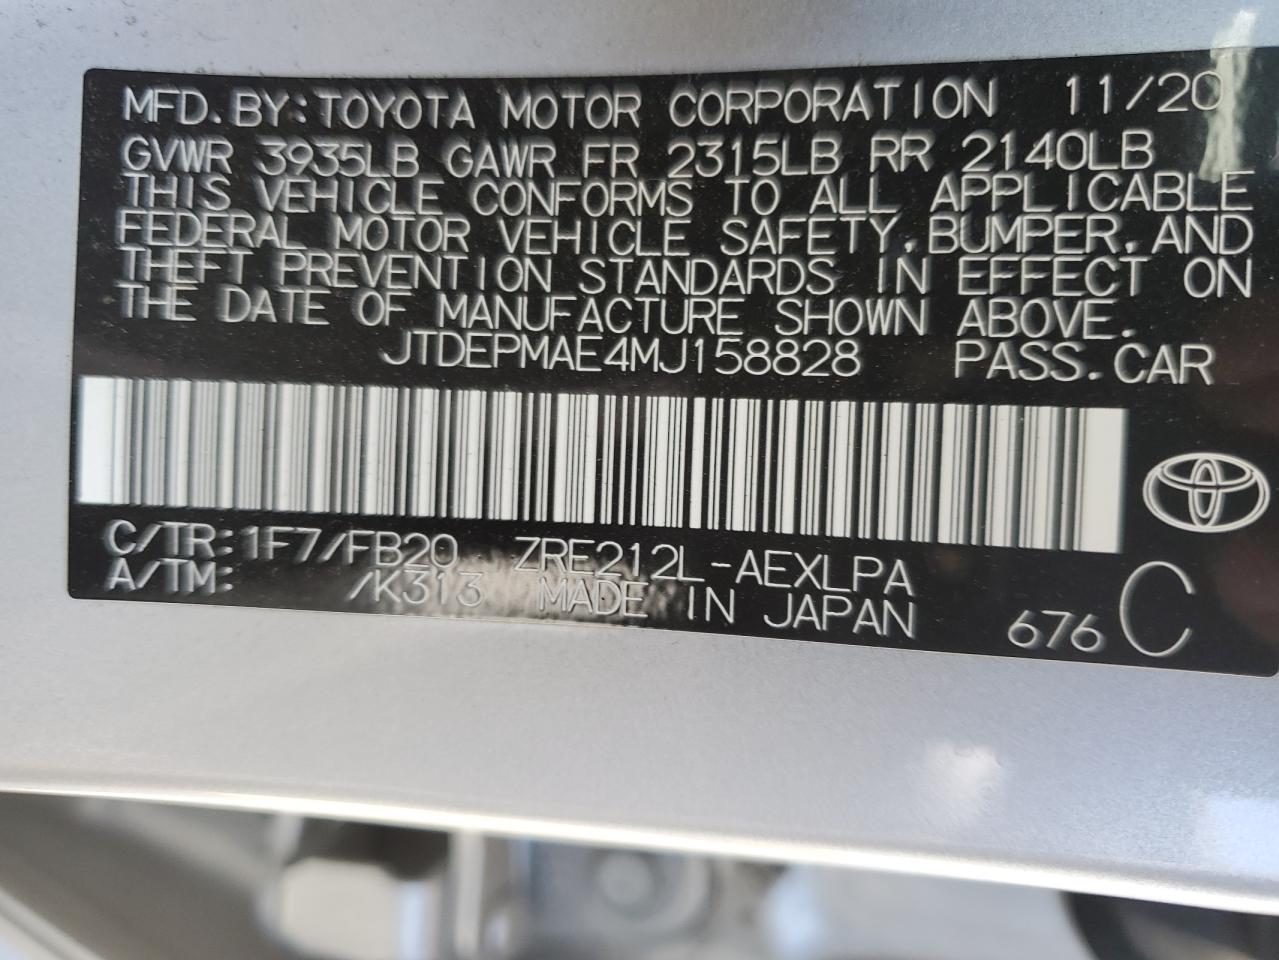 MFD. BY: TOYOTA MOTOR CORPORATION 11/20
GVWR 3935LB GAWR FR 2315LB RR 2140LB
THIS VEHICLE CONFORMS TO ALL APPLICABLE
FEDERAL MOTOR VEHICLE SAFETY, BUMPER, AND
THEFT PREVENTION STANDARDS IN EFFECT ON
THE DATE OF MANUFACTURE SHOWN ABOVE.
JTDEPMAE4MJ158828 PASS. CAR
C/TR: 1F7/FB20 ZRE212L-AEXLPA
A/TM: /K313 MADE IN JAPAN 676 C